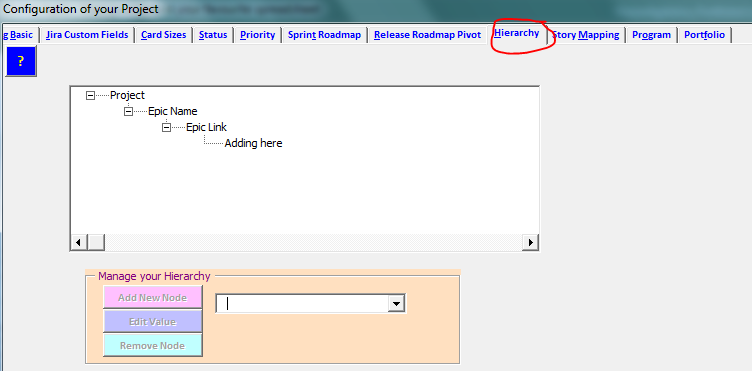 Configuration of your Project
g Basic Jira Custom Fields Card Sizes Status Priority Sprint Roadmap Release Roadmap Pivot Hierarchy Story Mapping Program Portfolio
?
Project
Epic Name
Epic Link
Adding here
Manage your Hierarchy
Add New Node
Edit Value
Remove Node